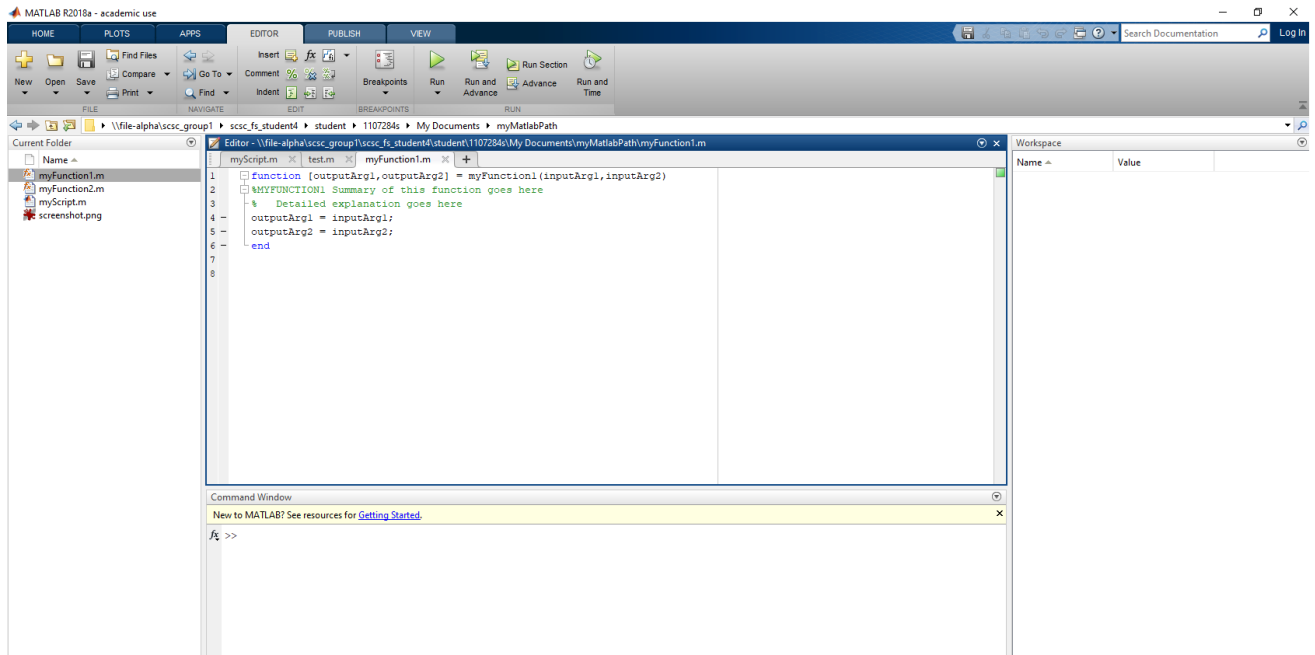 MATLAB R2018a - academic use
HOME PLOTS APPS EDITOR PUBLISH VIEW Search Documentation Log In
New Open Save Find Files Compare Print Go To Find Insert fx Comment Indent Breakpoints Run Run and Advance Run Section Advance Run and Time
FILE NAVIGATE EDIT BREAKPOINTS RUN
\\file-alpha\scsc_group1 scsc_fs_student4 student 1107284s My Documents myMatlabPath
Current Folder
Name
myFunction1.m
myFunction2.m
myScript.m
screenshot.png
Editor - \\file-alpha\scsc_group1\scsc_fs_student4\student\1107284s\My Documents\myMatlabPath\myFunction1.m
myScript.m test.m myFunction1.m +
1 function [outputArg1,outputArg2] = myFunction1(inputArg1,inputArg2)
2 %MYFUNCTION1 Summary of this function goes here
3 % Detailed explanation goes here
4 - outputArg1 = inputArg1;
5 - outputArg2 = inputArg2;
6 - end
7
8
Command Window
New to MATLAB? See resources for Getting Started.
fx >>
Workspace
Name Value